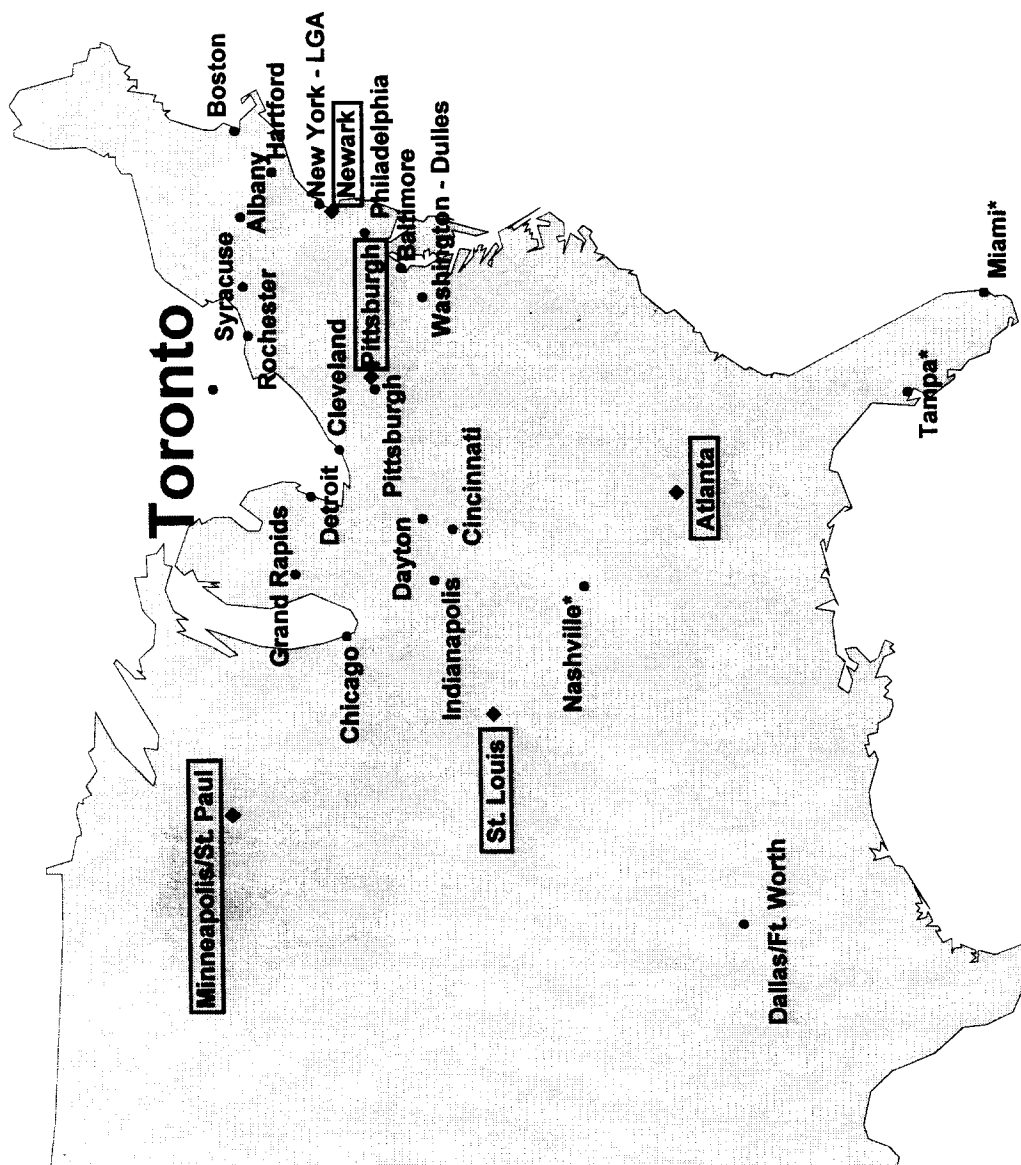 Toronto
Minneapolis/St. Paul
Boston
Syracuse
Albany
Hartford
Rochester
Grand Rapids
Detroit
Cleveland
New York - LGA
Newark
Chicago
Pittsburgh
Pittsburgh
Philadelphia
Dayton
Baltimore
Indianapolis
Cincinnati
Washington - Dulles
St. Louis
Nashville*
Atlanta
Dallas/Ft. Worth
Tampa*
Miami*